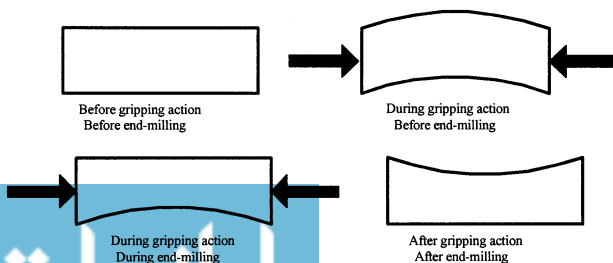 Before gripping action
Before end-milling
During gripping action
Before end-milling
During gripping action
During end-milling
After gripping action
After end-milling